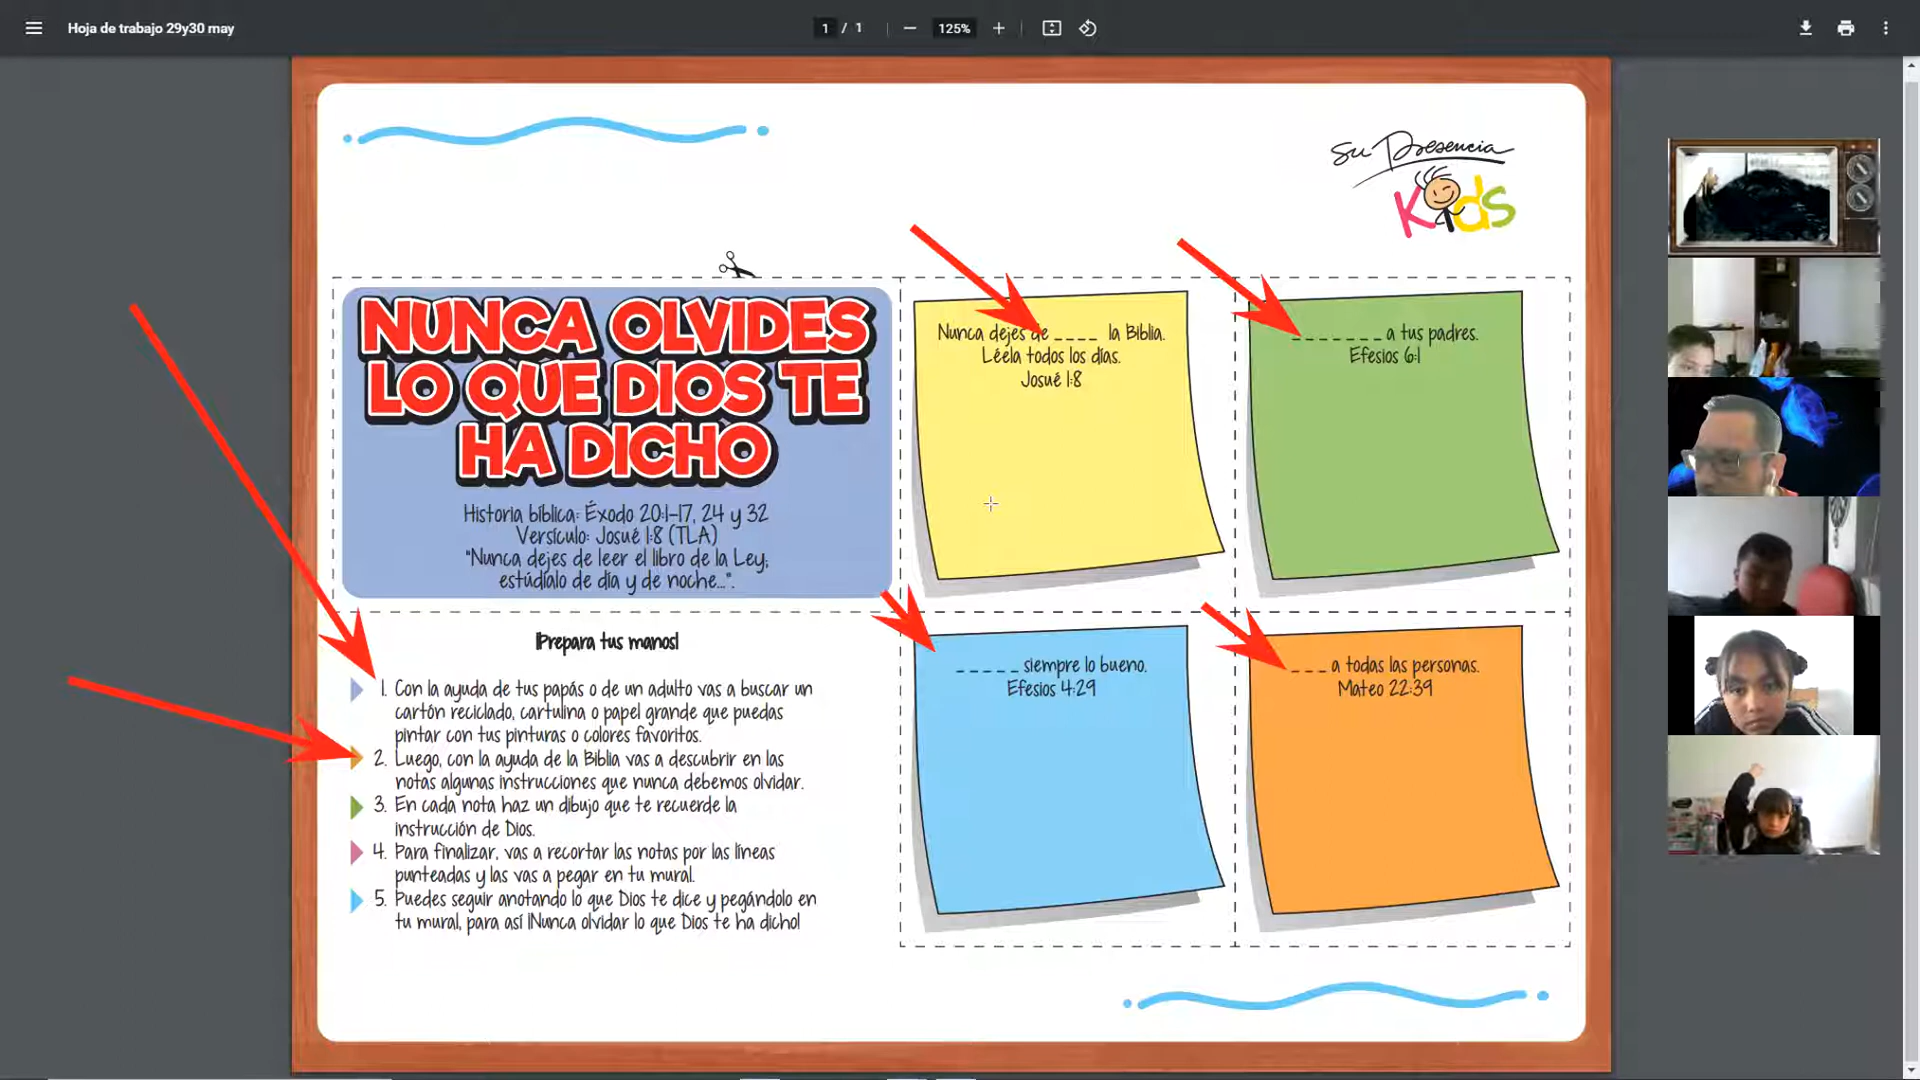 Hoja de trabajo 29y30 may
1 / 1
125%
Su Presencia
Kids
NUNCA OLVIDES
LO QUE DIOS TE
HA DICHO
Historia bíblica: Éxodo 20:1-17, 24 y 32
Versículo: Josué 1:8 (TLA)
"Nunca dejes de leer el libro de la Ley;
estúdialo de día y de noche...".
Nunca dejes de _ _ _ _ la Biblia.
Léela todos los días.
Josué 1:8
_ _ _ _ _ _ _ a tus padres.
Efesios 6:1
¡Prepara tus manos!
1. Con la ayuda de tus papás o de un adulto vas a buscar un
cartón reciclado, cartulina o papel grande que puedas
pintar con tus pinturas o colores favoritos.
2. Luego, con la ayuda de la Biblia vas a descubrir en las
notas algunas instrucciones que nunca debemos olvidar.
3. En cada nota haz un dibujo que te recuerde la
instrucción de Dios.
4. Para finalizar, vas a recortar las notas por las líneas
punteadas y las vas a pegar en tu mural.
5. Puedes seguir anotando lo que Dios te dice y pegándolo en
tu mural, para así ¡Nunca olvidar lo que Dios te ha dicho!
_ _ _ _ _ siempre lo bueno.
Efesios 4:29
_ _ _ _ a todas las personas.
Mateo 22:39